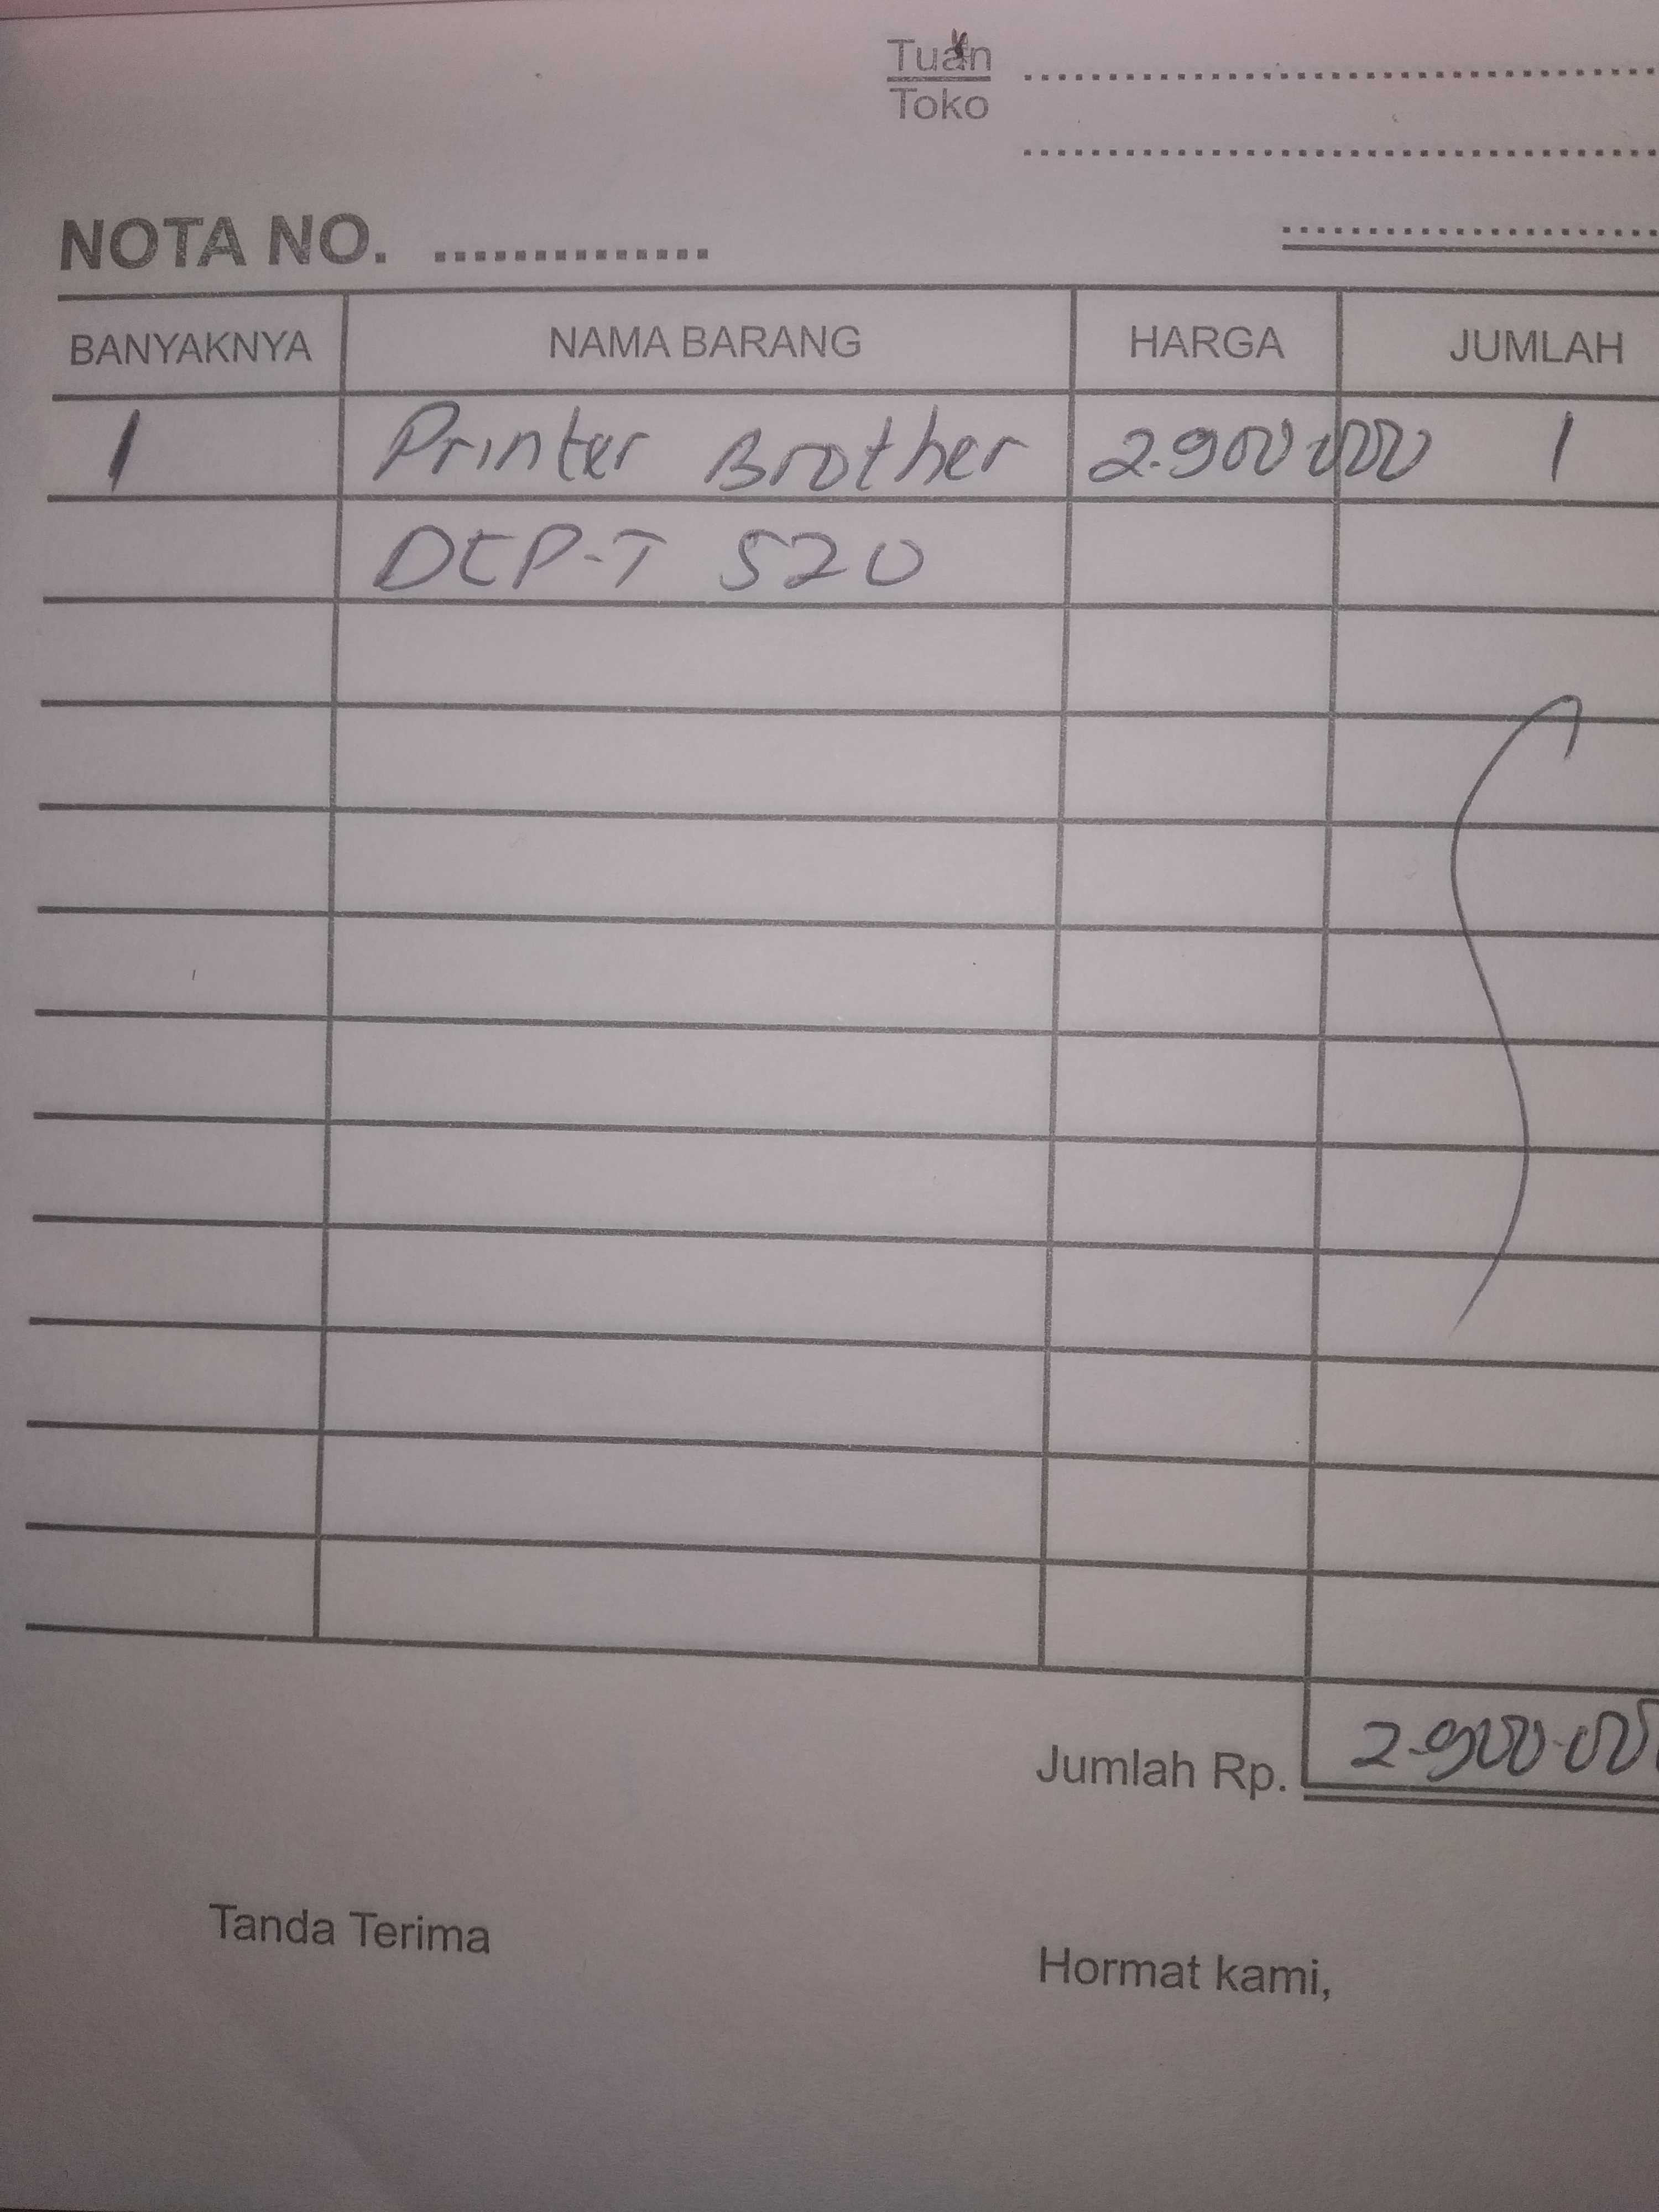 Tuan
Toko
NOTA NO. ..............
BANYAKNYA NAMA BARANG HARGA JUMLAH
1 Printer Brother 2.900.000 1
DCP-T 520
Jumlah Rp. 2.900.000
Tanda Terima Hormat kami,